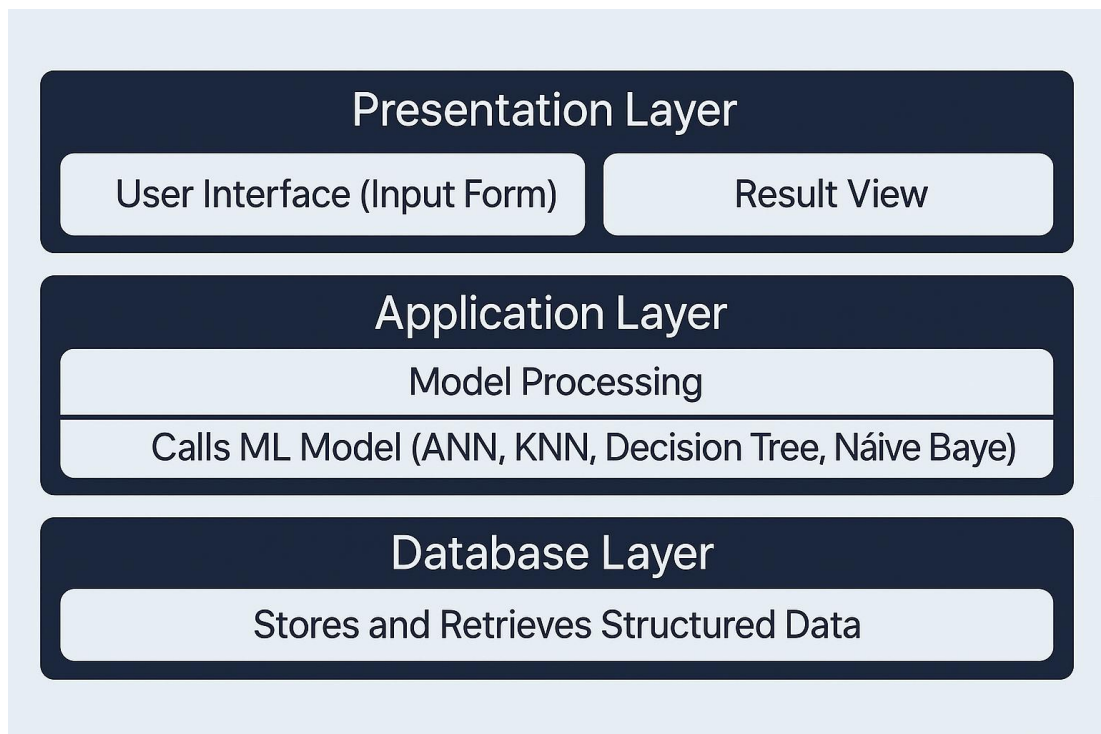 Presentation Layer
User Interface (Input Form)
Result View
Application Layer
Model Processing
Calls ML Model (ANN, KNN, Decision Tree, Náive Baye)
Database Layer
Stores and Retrieves Structured Data